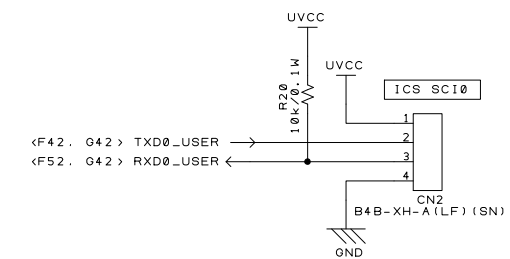 UVCC
UVCC
R20
10k/0.1W
ICS SCI0
1
<F42, G42> TXD0_USER
2
<F52, G42> RXD0_USER
3
4
CN2
B4B-XH-A(LF)(SN)
GND